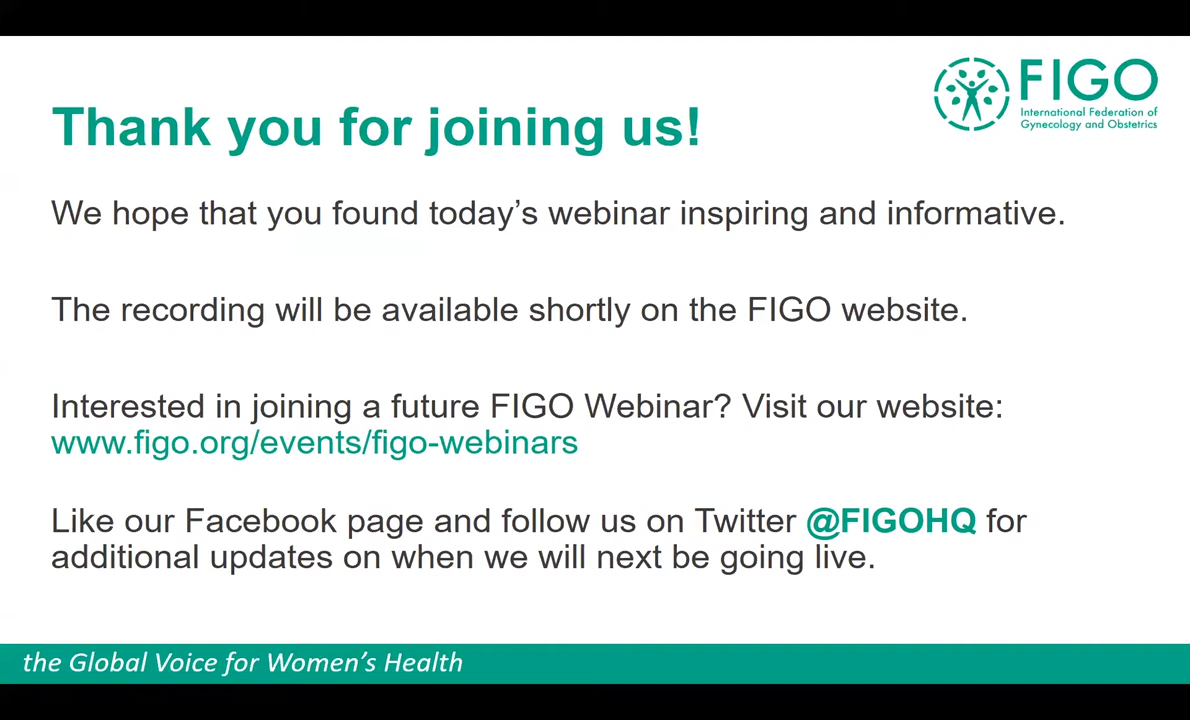 FIGO
International Federation of
Gynecology and Obstetrics
Thank you for joining us!
We hope that you found today’s webinar inspiring and informative.
The recording will be available shortly on the FIGO website.
Interested in joining a future FIGO Webinar? Visit our website:
www.figo.org/events/figo-webinars
Like our Facebook page and follow us on Twitter @FIGOHQ for
additional updates on when we will next be going live.
the Global Voice for Women’s Health